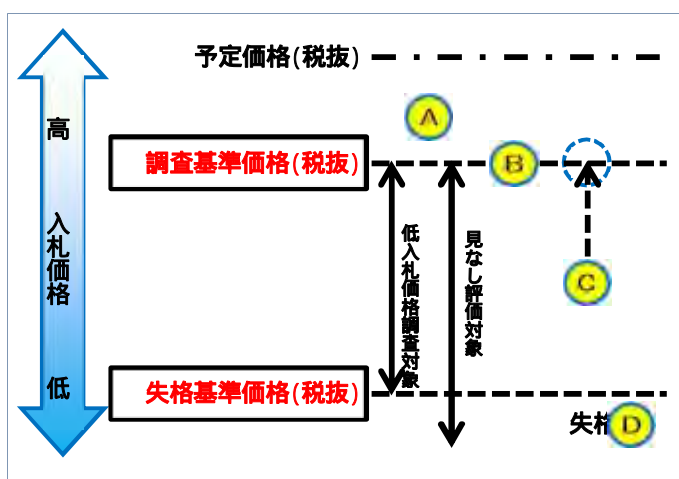 予定価格(税抜)
高
A
調査基準価格(税抜)
B
入札価格
低入札価格調査対象
見なし評価対象
C
低
失格基準価格(税抜)
失格
D